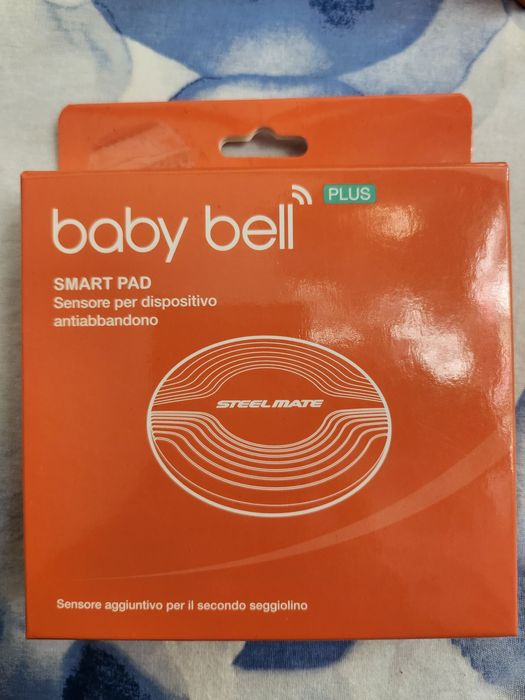 baby bell PLUS
SMART PAD
Sensore per dispositivo
antiabbandono
STEELMATE
Sensore aggiuntivo per il secondo seggiolino